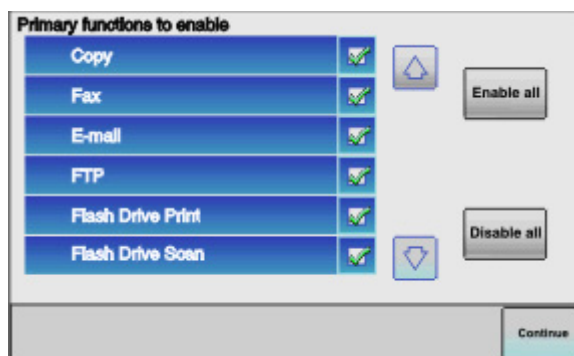 Primary functions to enable
Copy
Fax
E-mail
FTP
Flash Drive Print
Flash Drive Scan
Enable all
Disable all
Continue